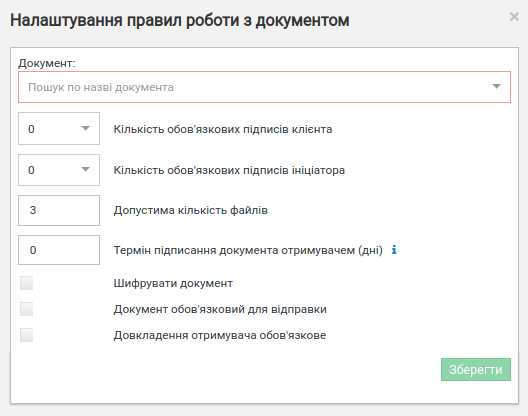 Налаштування правил роботи з документом
×
Документ:
Пошук по назві документа
0 Кількість обов'язкових підписів клієнта
0 Кількість обов'язкових підписів ініціатора
3 Допустима кількість файлів
0 Термін підписання документа отримувачем (дні) i
Шифрувати документ
Документ обов'язковий для відправки
Довкладення отримувача обов'язкове
Зберегти